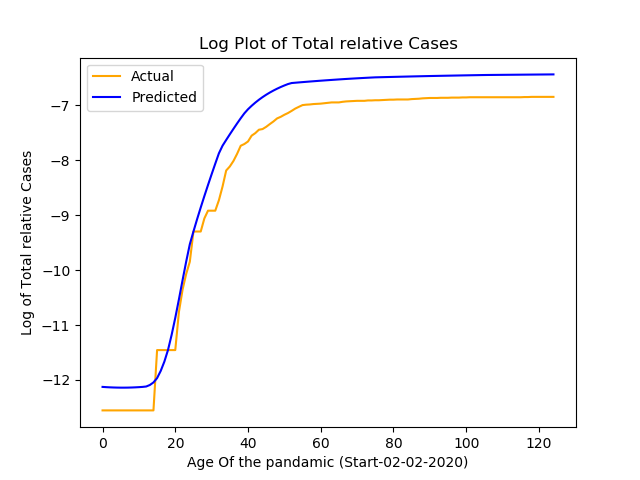 Log Plot of Total relative Cases
Actual
Predicted
Log of Total relative Cases
−7
−8
−9
−10
−11
−12
0 20 40 60 80 100 120
Age Of the pandamic (Start-02-02-2020)